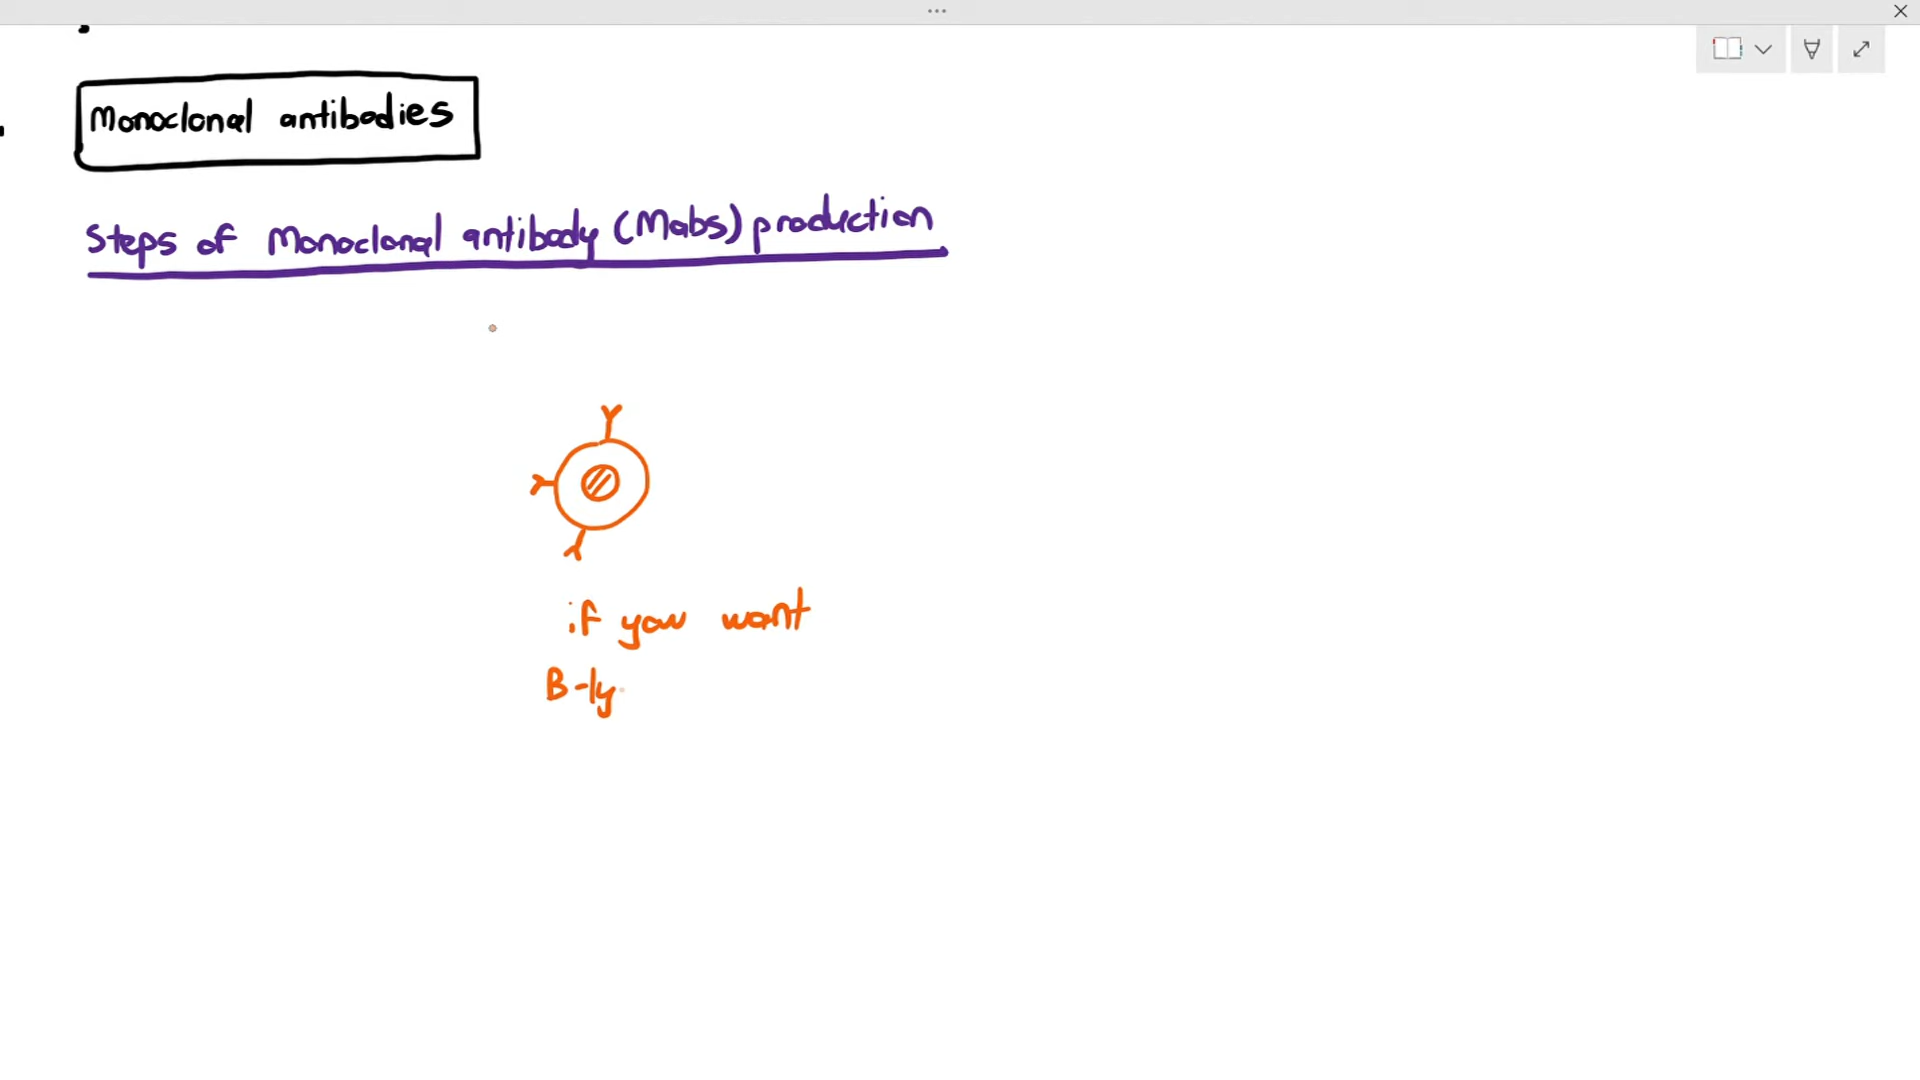 Monoclonal antibodies
Steps of Monoclonal antibody (Mabs) production
if you want
B-ly